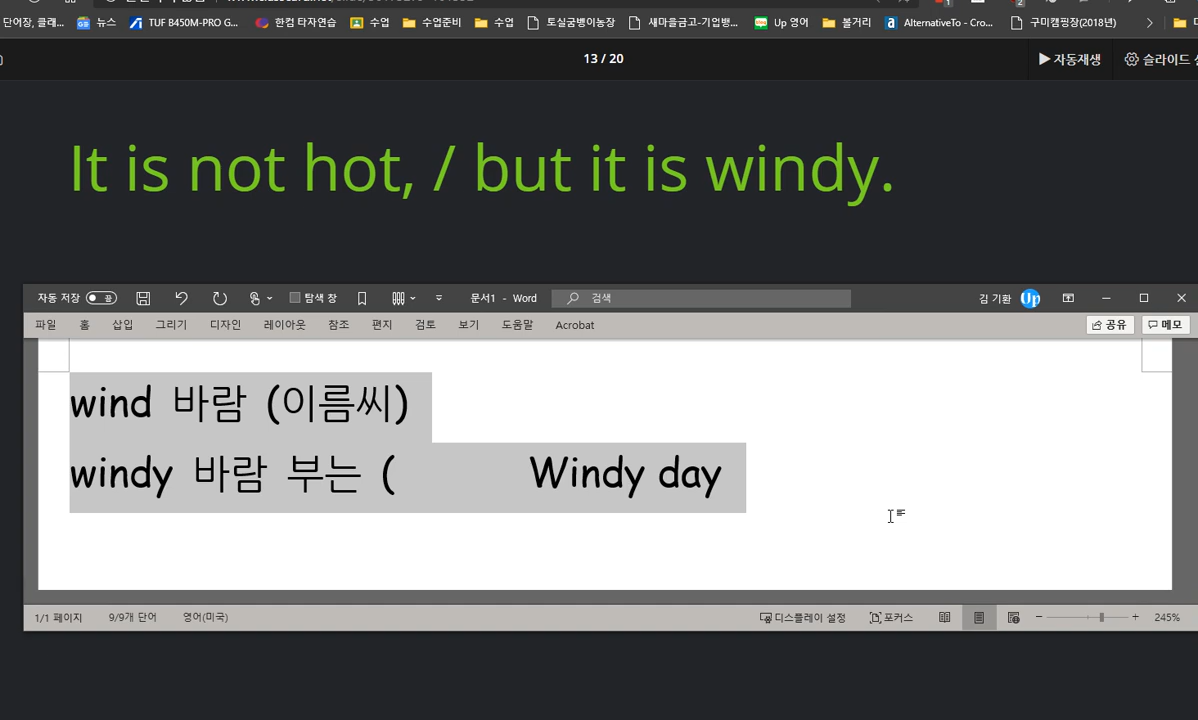 단어장, 클래... 뉴스 TUF B450M-PRO G... 한컴 타자연습 수업 수업준비 수업 토실굼벵이농장 새마을금고-기업뱅... Up 영어 볼거리 AlternativeTo - Cro... 구미캠핑장(2018년)
13 / 20 자동재생 슬라이드
It is not hot, / but it is windy.
자동 저장 끔 탐색 창 문서1 - Word 검색 김 기환 Up
파일 홈 삽입 그리기 디자인 레이아웃 참조 편지 검토 보기 도움말 Acrobat 공유 메모
wind 바람 (이름씨)
windy 바람 부는 ( Windy day
1/1 페이지 9/9개 단어 영어(미국) 디스플레이 설정 포커스 245%